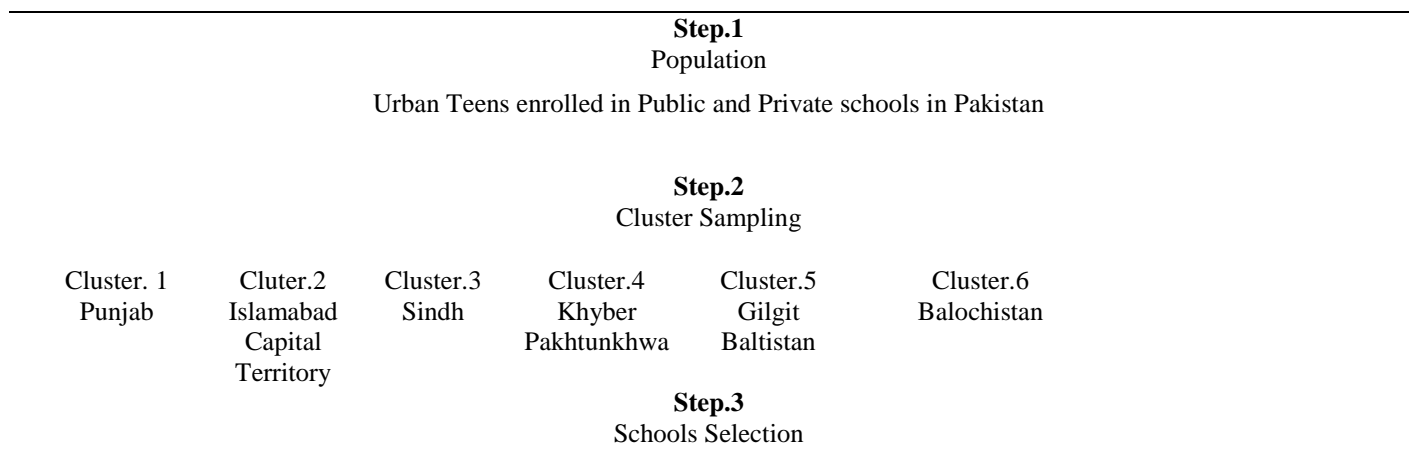 Step.1
Population
Urban Teens enrolled in Public and Private schools in Pakistan
Step.2
Cluster Sampling
Cluster. 1 Cluter.2 Cluster.3 Cluster.4 Cluster.5 Cluster.6
Punjab Islamabad Sindh Khyber Gilgit Balochistan
Capital Pakhtunkhwa Baltistan
Territory
Step.3
Schools Selection